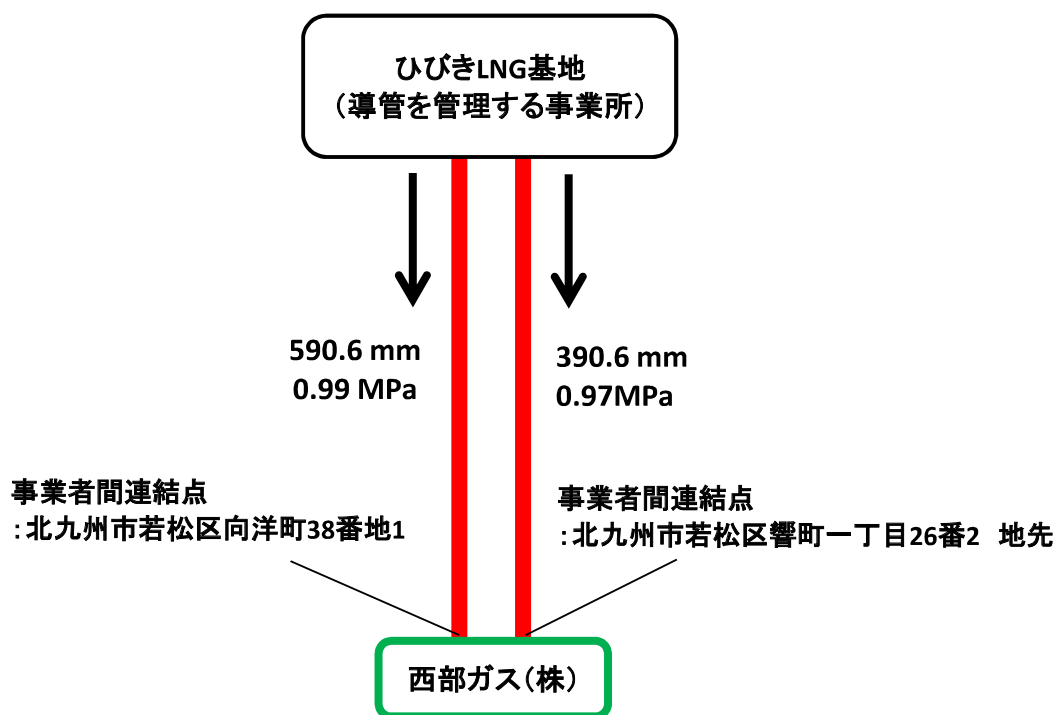 ひびきLNG基地
（導管を管理する事業所）
590.6 mm
0.99 MPa
390.6 mm
0.97MPa
事業者間連結点
：北九州市若松区向洋町38番地1
事業者間連結点
：北九州市若松区響町一丁目26番2　地先
西部ガス（株）